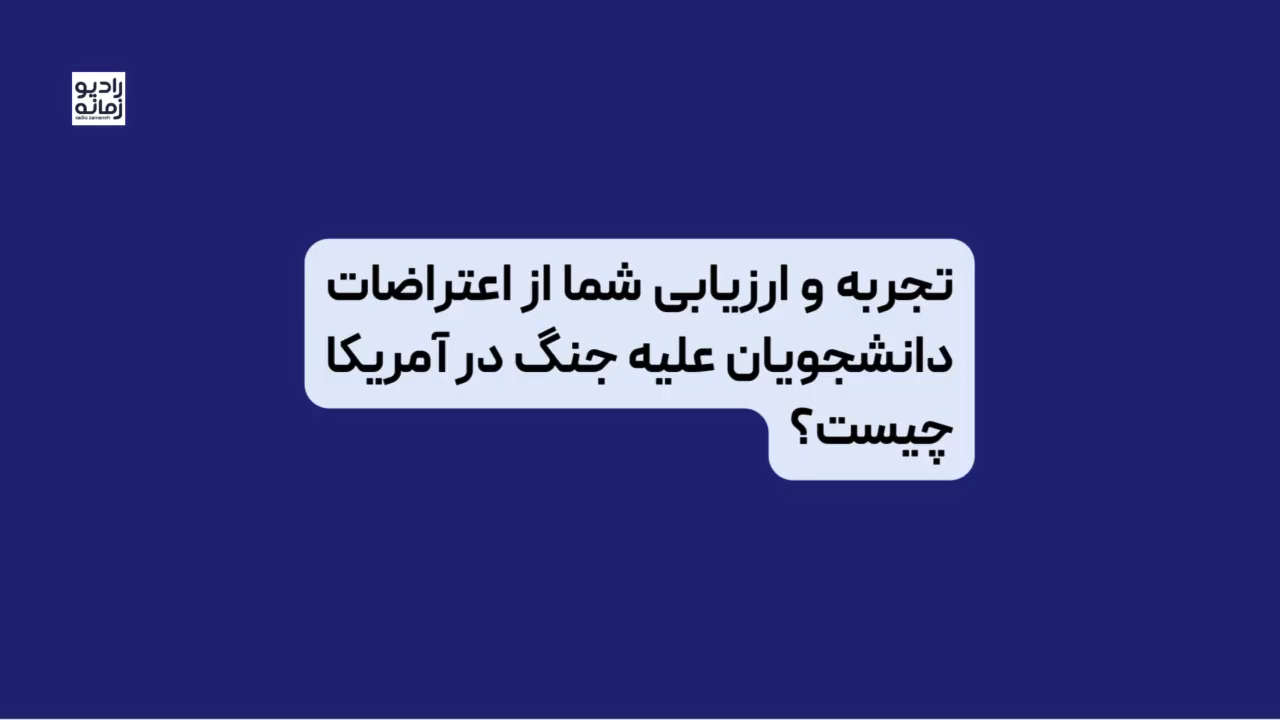 رادیو
زمانه
radio zamaneh
تجربه و ارزیابی شما از اعتراضات
دانشجویان علیه جنگ در آمریکا
چیست؟